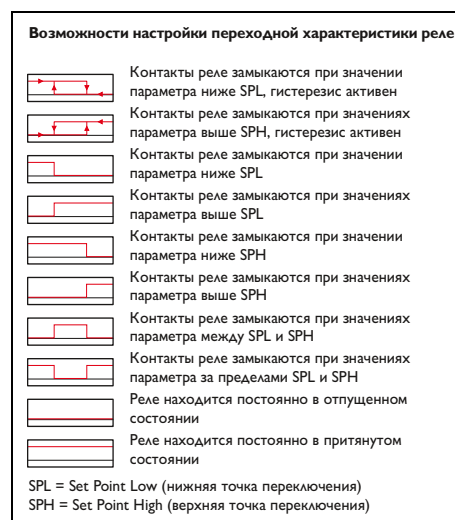 Возможности настройки переходной характеристики реле
Контакты реле замыкаются при значении
параметра ниже SPL, гистерезис активен
Контакты реле замыкаются при значениях
параметра выше SPH, гистерезис активен
Контакты реле замыкаются при значении
параметра ниже SPL
Контакты реле замыкаются при значениях
параметра выше SPL
Контакты реле замыкаются при значении
параметра ниже SPH
Контакты реле замыкаются при значениях
параметра выше SPH
Контакты реле замыкаются при значениях
параметра между SPL и SPH
Контакты реле замыкаются при значениях
параметра за пределами SPL и SPH
Реле находится постоянно в отпущенном
состоянии
Реле находится постоянно в притянутом
состоянии
SPL = Set Point Low (нижняя точка переключения)
SPH = Set Point High (верхняя точка переключения)